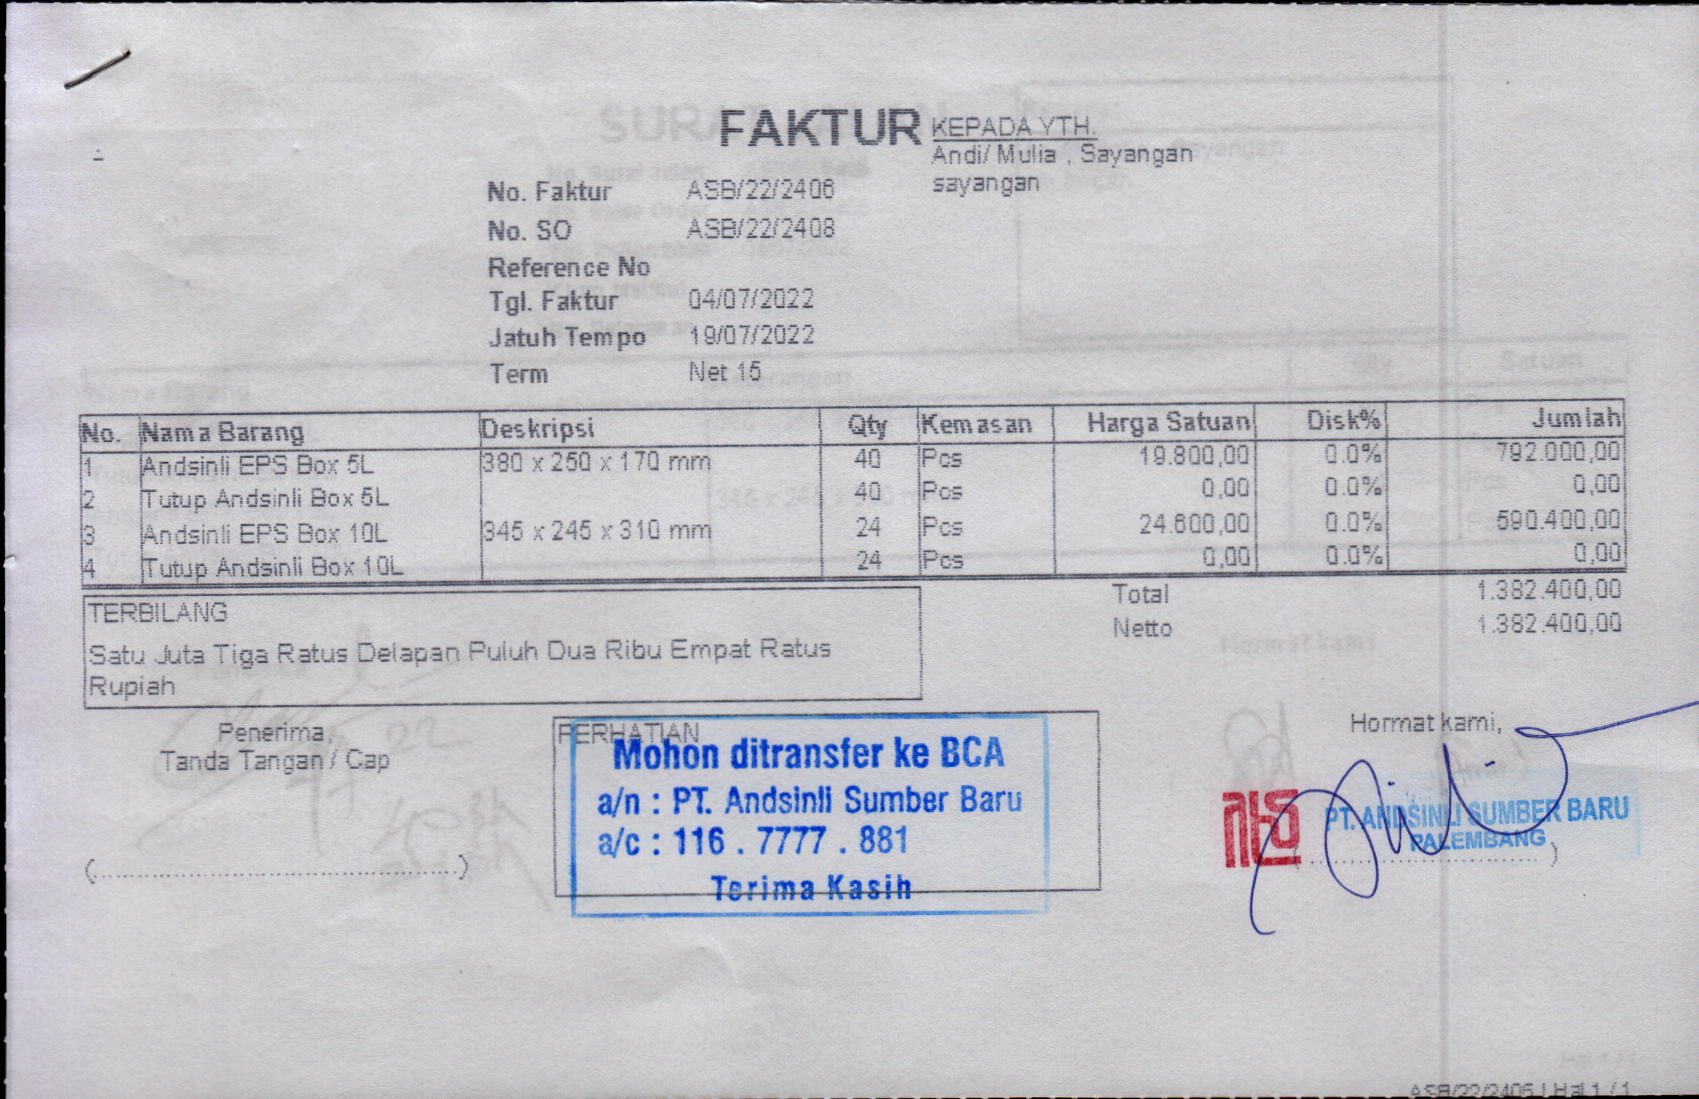 FAKTUR
KEPADA YTH.
Andi/ Mulia , Sayangan
sayangan
No. Faktur ASB/22/2406
No. SO ASB/22/2408
Reference No
Tgl. Faktur 04/07/2022
Jatuh Tempo 19/07/2022
Term Net 15
No. Nama Barang Deskripsi Qty Kemasan Harga Satuan Disk% Jumlah
1 Andsinli EPS Box 5L 380 x 250 x 170 mm 40 Pcs 19.800,00 0.0% 792.000,00
2 Tutup Andsinli Box 5L 40 Pcs 0,00 0.0% 0,00
3 Andsinli EPS Box 10L 345 x 245 x 310 mm 24 Pcs 24.600,00 0.0% 590.400,00
4 Tutup Andsinli Box 10L 24 Pcs 0,00 0.0% 0,00
Total 1.382.400,00
Netto 1.382.400,00
TERBILANG
Satu Juta Tiga Ratus Delapan Puluh Dua Ribu Empat Ratus
Rupiah
Penerima,
Tanda Tangan / Cap
(................................................)
PERHATIAN
Mohon ditransfer ke BCA
a/n : PT. Andsinli Sumber Baru
a/c : 116 . 7777 . 881
Terima Kasih
Hormat kami,
PT. ANDSINLI SUMBER BARU
PALEMBANG
ASB/22/2406 | Hal 1 / 1